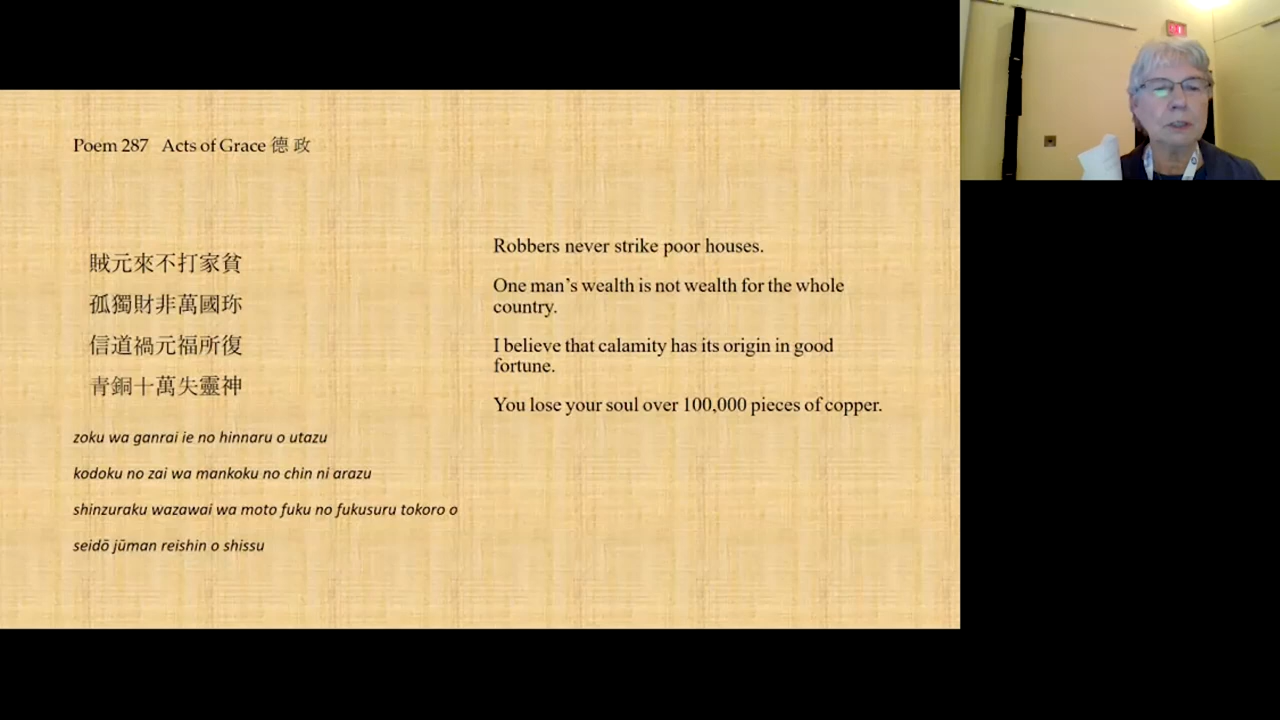 Poem 287 Acts of Grace 德 政
賊元來不打家貧
孤獨財非萬國珎
信道禍元福所復
青銅十萬失靈神
zoku wa ganrai ie no hinnaru o utazu
kodoku no zai wa mankoku no chin ni arazu
shinzuraku wazawai wa moto fuku no fukusuru tokoro o
seidō jūman reishin o shissu
Robbers never strike poor houses.
One man’s wealth is not wealth for the whole
country.
I believe that calamity has its origin in good
fortune.
You lose your soul over 100,000 pieces of copper.